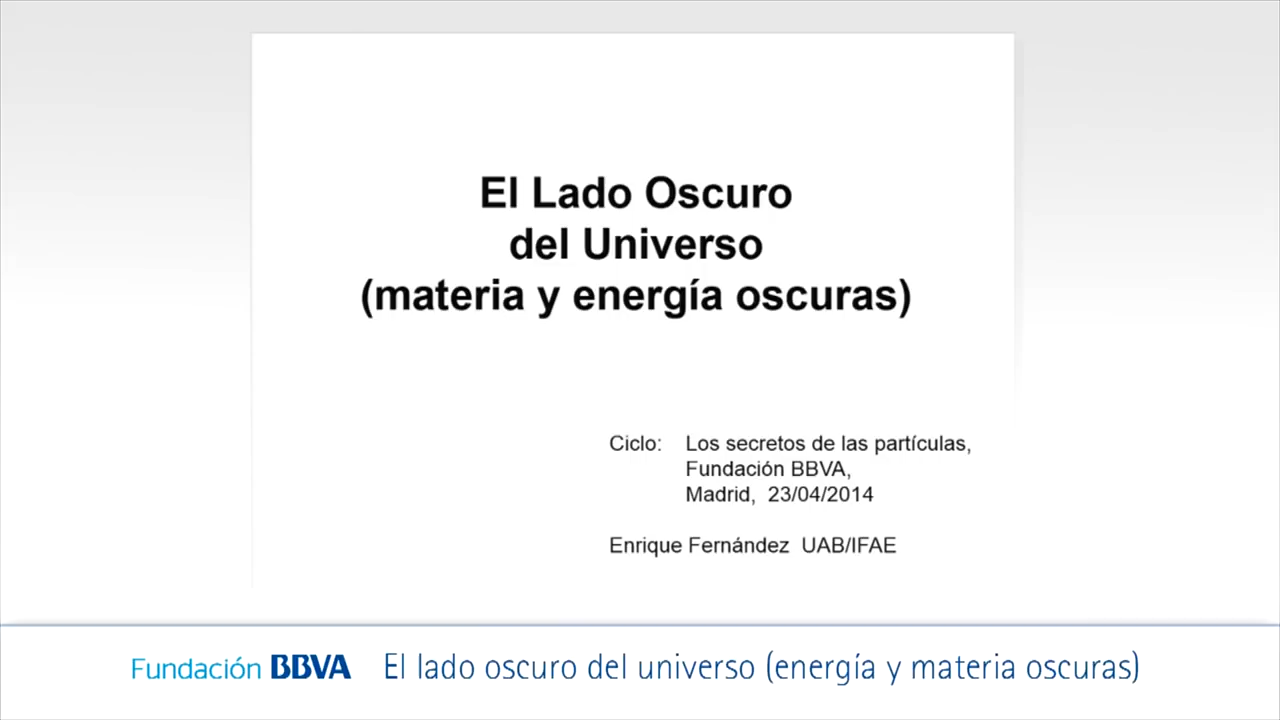 El Lado Oscuro
del Universo
(materia y energía oscuras)
Ciclo: Los secretos de las partículas,
Fundación BBVA,
Madrid, 23/04/2014
Enrique Fernández UAB/IFAE
Fundación BBVA El lado oscuro del universo (energía y materia oscuras)